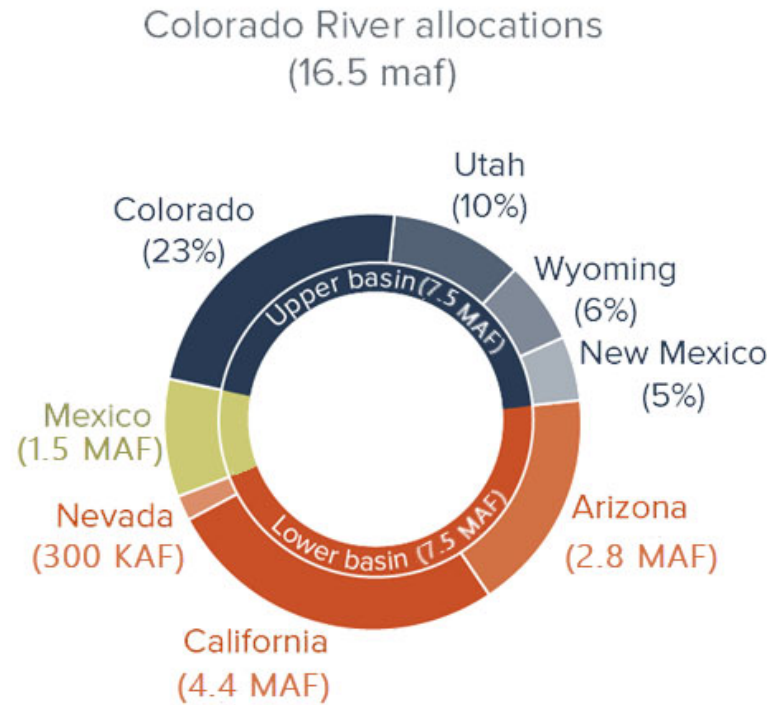 Colorado River allocations
(16.5 maf)
Utah
(10%)
Colorado
(23%)
Wyoming
(6%)
Upper basin (7.5 MAF)
New Mexico
(5%)
Mexico
(1.5 MAF)
Nevada
(300 KAF)
Arizona
(2.8 MAF)
Lower basin (7.5 MAF)
California
(4.4 MAF)